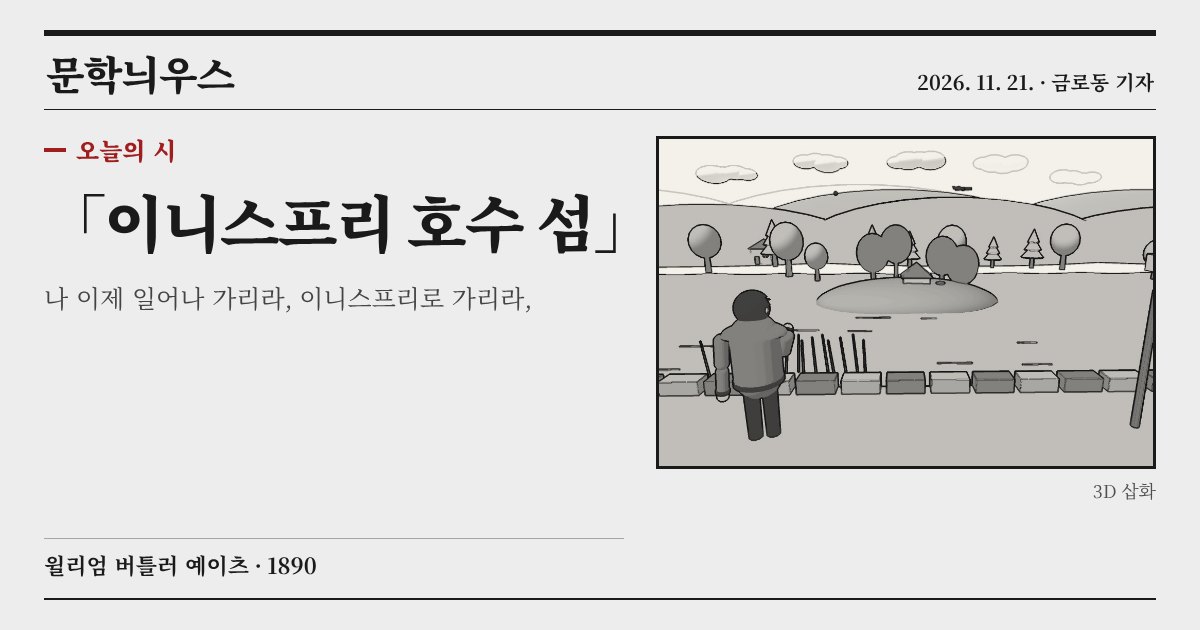 문학늬우스
2026. 11. 21. · 금로동 기자
오늘의 시
「이니스프리 호수 섬」
나 이제 일어나 가리라, 이니스프리로 가리라,
3D 삽화
윌리엄 버틀러 예이츠 · 1890